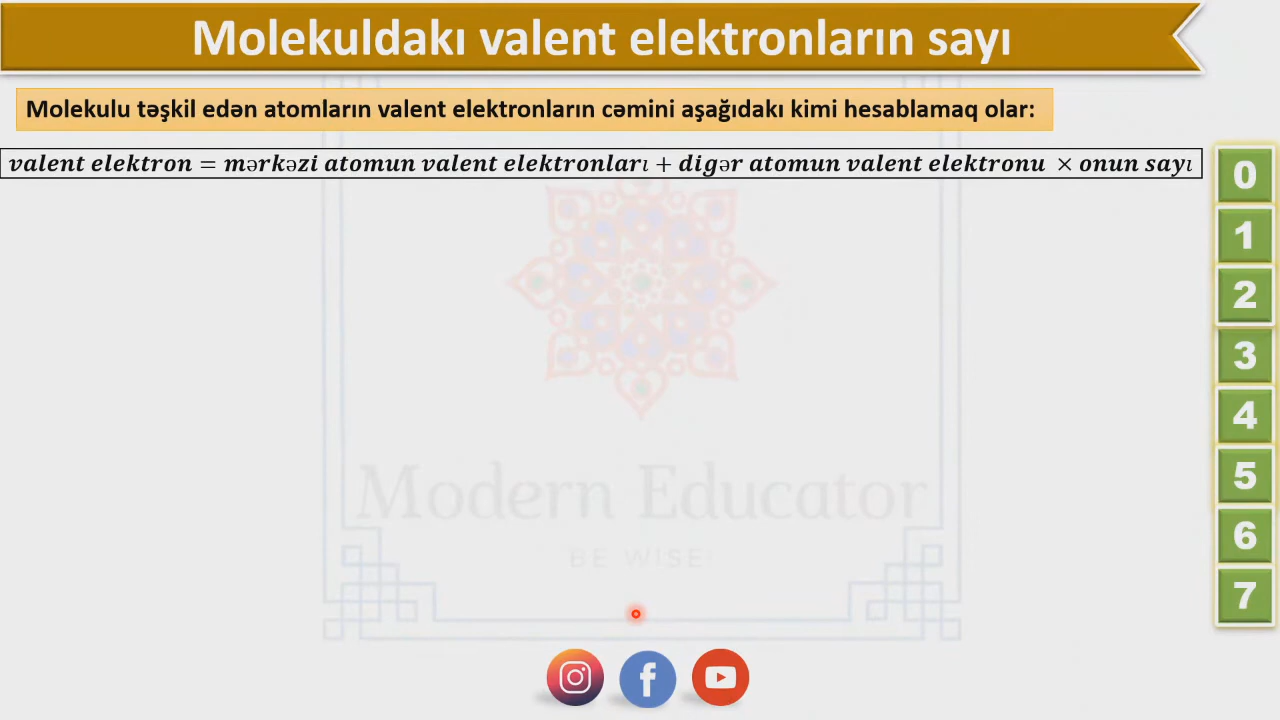 Molekuldakı valent elektronların sayı
Molekulu təşkil edən atomların valent elektronların cəmini aşağıdakı kimi hesablamaq olar:
valent elektron = mərkəzi atomun valent elektronları + digər atomun valent elektronu × onun sayı
0
1
2
3
4
5
6
7
Modern Educator
BE WISE!